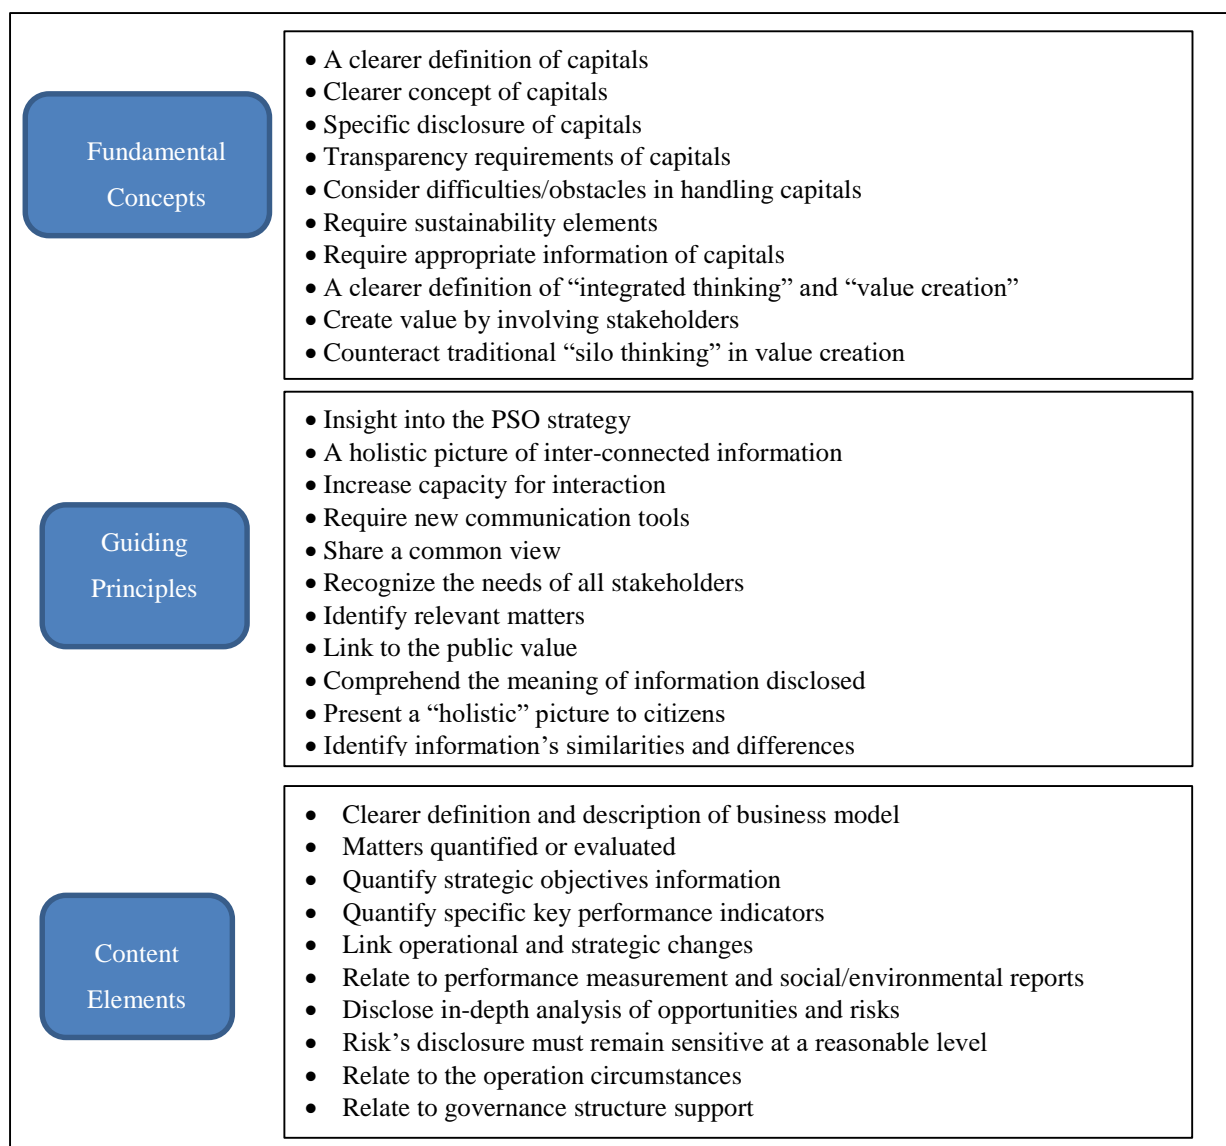 Fundamental
Concepts
• A clearer definition of capitals
• Clearer concept of capitals
• Specific disclosure of capitals
• Transparency requirements of capitals
• Consider difficulties/obstacles in handling capitals
• Require sustainability elements
• Require appropriate information of capitals
• A clearer definition of “integrated thinking” and “value creation”
• Create value by involving stakeholders
• Counteract traditional “silo thinking” in value creation
Guiding
Principles
• Insight into the PSO strategy
• A holistic picture of inter-connected information
• Increase capacity for interaction
• Require new communication tools
• Share a common view
• Recognize the needs of all stakeholders
• Identify relevant matters
• Link to the public value
• Comprehend the meaning of information disclosed
• Present a “holistic” picture to citizens
• Identify information’s similarities and differences
Content
Elements
• Clearer definition and description of business model
• Matters quantified or evaluated
• Quantify strategic objectives information
• Quantify specific key performance indicators
• Link operational and strategic changes
• Relate to performance measurement and social/environmental reports
• Disclose in-depth analysis of opportunities and risks
• Risk’s disclosure must remain sensitive at a reasonable level
• Relate to the operation circumstances
• Relate to governance structure support